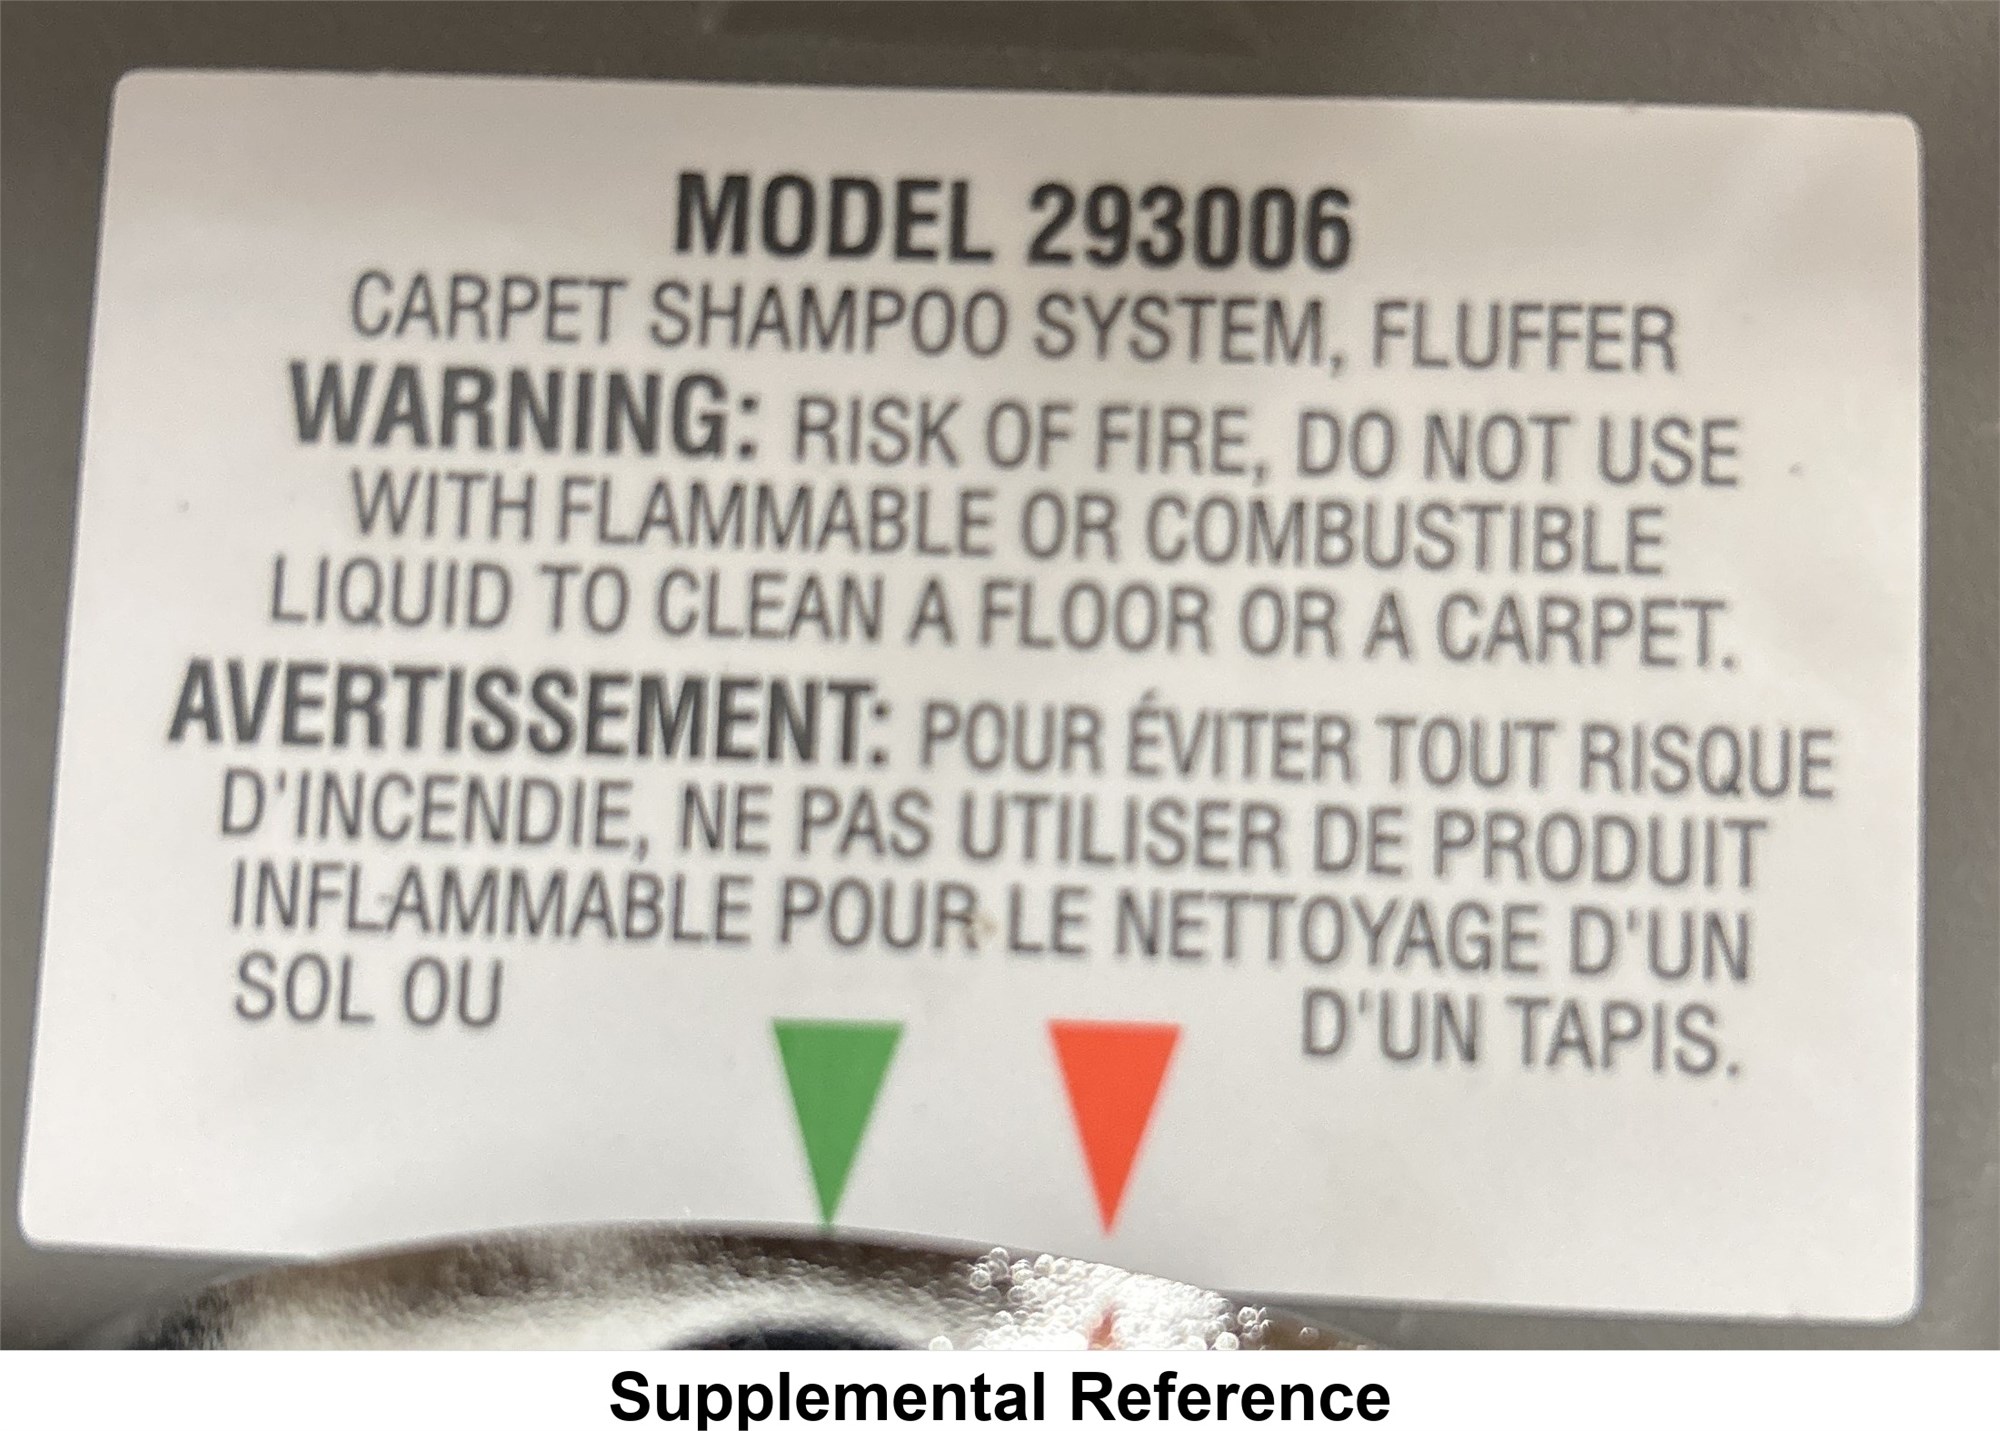 MODEL 293006
CARPET SHAMPOO SYSTEM, FLUFFER
WARNING: RISK OF FIRE, DO NOT USE
WITH FLAMMABLE OR COMBUSTIBLE
LIQUID TO CLEAN A FLOOR OR A CARPET.
AVERTISSEMENT: POUR ÉVITER TOUT RISQUE
D'INCENDIE, NE PAS UTILISER DE PRODUIT
INFLAMMABLE POUR LE NETTOYAGE D'UN
SOL OU D'UN TAPIS.
Supplemental Reference